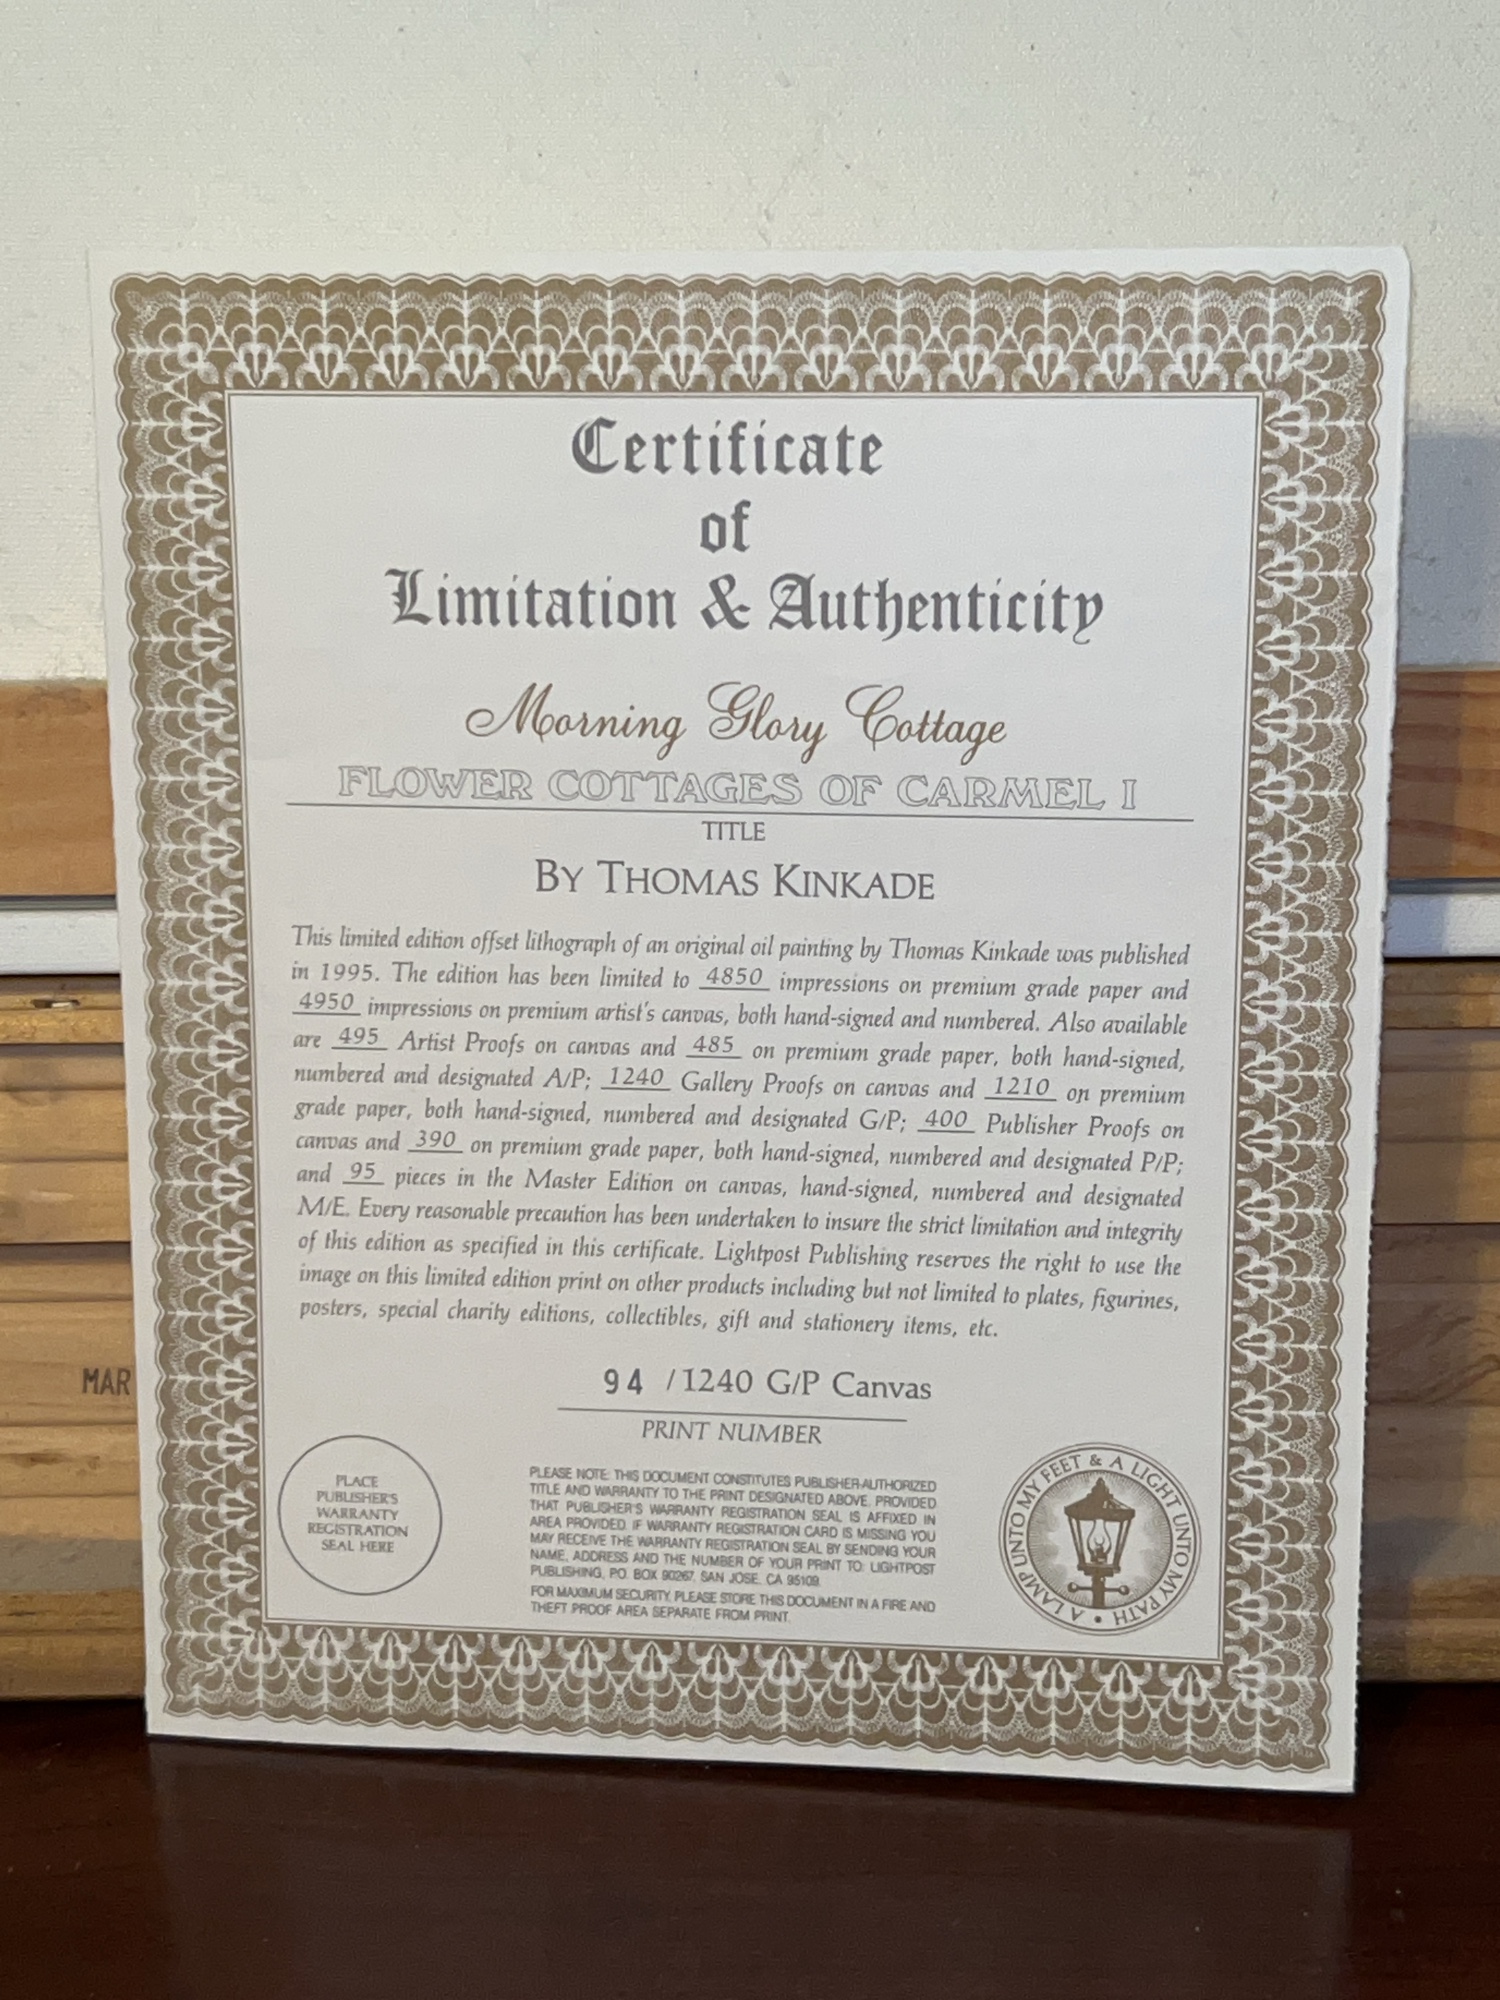 Certificate
of
Limitation & Authenticity
Morning Glory Cottage
FLOWER COTTAGES OF CARMEL I
TITLE
BY THOMAS KINKADE
This limited edition offset lithograph of an original oil painting by Thomas Kinkade was published
in 1995. The edition has been limited to 4850 impressions on premium grade paper and
4950 impressions on premium artist's canvas, both hand-signed and numbered. Also available
are 495 Artist Proofs on canvas and 485 on premium grade paper, both hand-signed,
numbered and designated A/P; 1240 Gallery Proofs on canvas and 1210 on premium
grade paper, both hand-signed, numbered and designated G/P; 400 Publisher Proofs on
canvas and 390 on premium grade paper, both hand-signed, numbered and designated P/P;
and 95 pieces in the Master Edition on canvas, hand-signed, numbered and designated
M/E. Every reasonable precaution has been undertaken to insure the strict limitation and integrity
of this edition as specified in this certificate. Lightpost Publishing reserves the right to use the
image on this limited edition print on other products including but not limited to plates, figurines,
posters, special charity editions, collectibles, gift and stationery items, etc.
MAR
94 /1240 G/P Canvas
PRINT NUMBER
PLACE
PUBLISHER'S
WARRANTY
REGISTRATION
SEAL HERE
PLEASE NOTE: THIS DOCUMENT CONSTITUTES PUBLISHER-AUTHORIZED
TITLE AND WARRANTY TO THE PRINT DESIGNATED ABOVE, PROVIDED
THAT PUBLISHER'S WARRANTY REGISTRATION SEAL IS AFFIXED IN
AREA PROVIDED. IF WARRANTY REGISTRATION CARD IS MISSING YOU
MAY RECEIVE THE WARRANTY REGISTRATION SEAL BY SENDING YOUR
NAME, ADDRESS AND THE NUMBER OF YOUR PRINT TO: LIGHTPOST
PUBLISHING, P.O. BOX 90267, SAN JOSE, CA 95109.
FOR MAXIMUM SECURITY, PLEASE STORE THIS DOCUMENT IN A FIRE AND
THEFT PROOF AREA SEPARATE FROM PRINT.
A LAMP UNTO MY FEET & A LIGHT UNTO MY PATH •